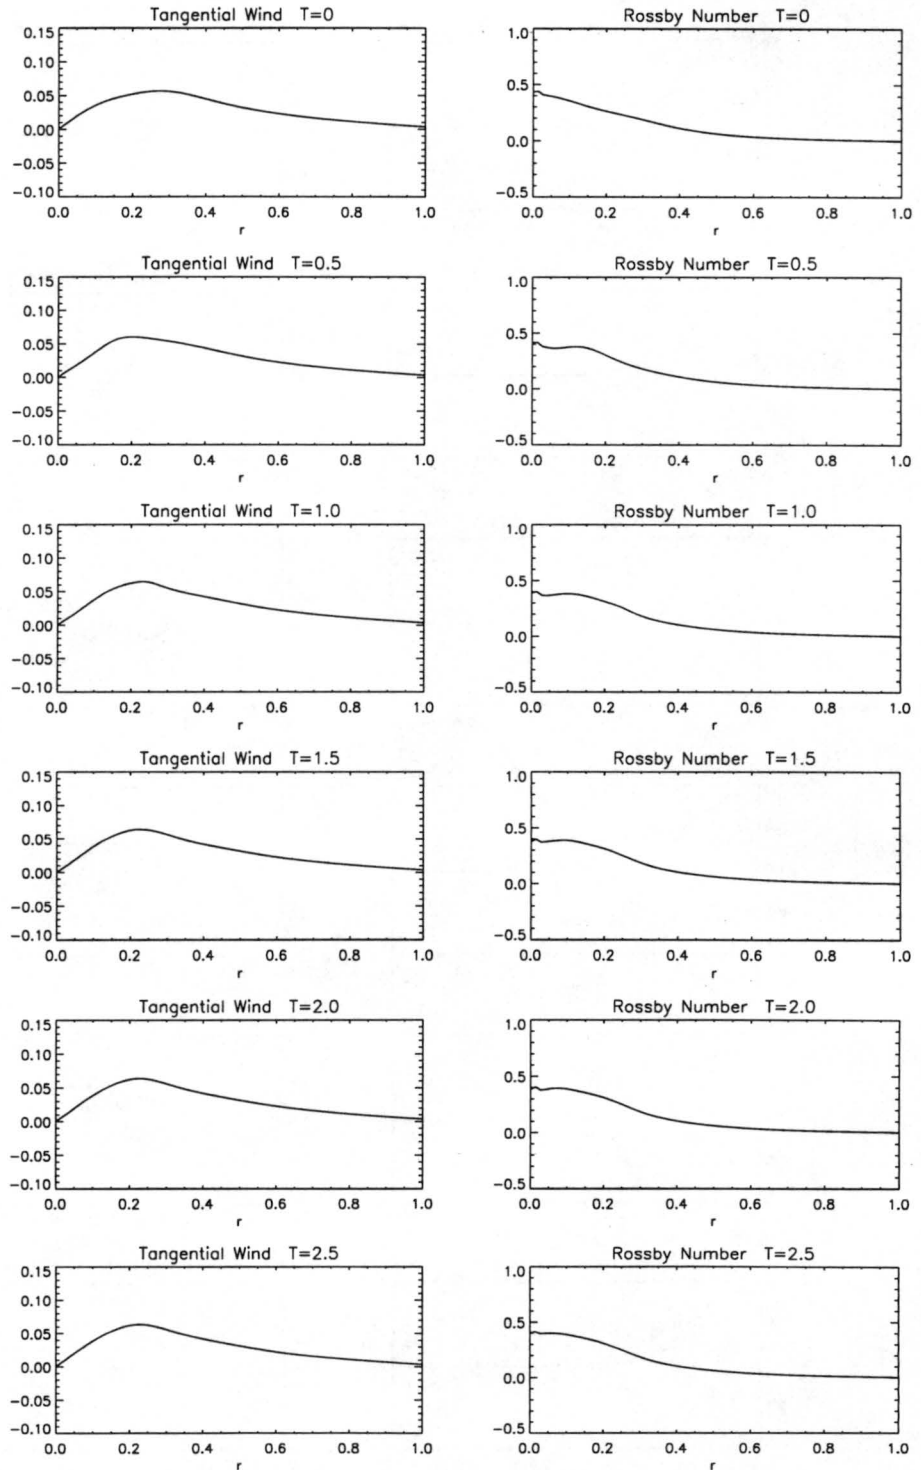 Tangential Wind T=0
0.15
0.10
0.05
0.00
−0.05
−0.10
0.0 0.2 0.4 0.6 0.8 1.0
r
Rossby Number T=0
1.0
0.5
0.0
−0.5
0.0 0.2 0.4 0.6 0.8 1.0
r
Tangential Wind T=0.5
0.15
0.10
0.05
0.00
−0.05
−0.10
0.0 0.2 0.4 0.6 0.8 1.0
r
Rossby Number T=0.5
1.0
0.5
0.0
−0.5
0.0 0.2 0.4 0.6 0.8 1.0
r
Tangential Wind T=1.0
0.15
0.10
0.05
0.00
−0.05
−0.10
0.0 0.2 0.4 0.6 0.8 1.0
r
Rossby Number T=1.0
1.0
0.5
0.0
−0.5
0.0 0.2 0.4 0.6 0.8 1.0
r
Tangential Wind T=1.5
0.15
0.10
0.05
0.00
−0.05
−0.10
0.0 0.2 0.4 0.6 0.8 1.0
r
Rossby Number T=1.5
1.0
0.5
0.0
−0.5
0.0 0.2 0.4 0.6 0.8 1.0
r
Tangential Wind T=2.0
0.15
0.10
0.05
0.00
−0.05
−0.10
0.0 0.2 0.4 0.6 0.8 1.0
r
Rossby Number T=2.0
1.0
0.5
0.0
−0.5
0.0 0.2 0.4 0.6 0.8 1.0
r
Tangential Wind T=2.5
0.15
0.10
0.05
0.00
−0.05
−0.10
0.0 0.2 0.4 0.6 0.8 1.0
r
Rossby Number T=2.5
1.0
0.5
0.0
−0.5
0.0 0.2 0.4 0.6 0.8 1.0
r